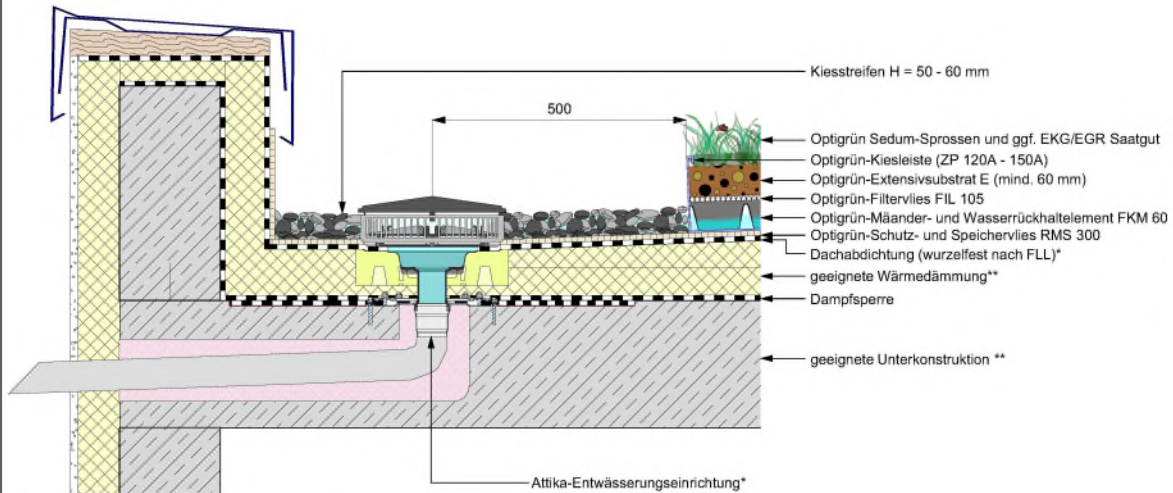 Kiesstreifen H = 50 - 60 mm
500
Optigrün Sedum-Sprossen und ggf. EKG/EGR Saatgut
Optigrün-Kiesleiste (ZP 120A - 150A)
Optigrün-Extensivsubstrat E (mind. 60 mm)
Optigrün-Filtervlies FIL 105
Optigrün-Mäander- und Wasserrückhaltelement FKM 60
Optigrün-Schutz- und Speichervlies RMS 300
Dachabdichtung (wurzelfest nach FLL)*
geeignete Wärmedämmung**
Dampfsperre
geeignete Unterkonstruktion **
Attika-Entwässerungseinrichtung*